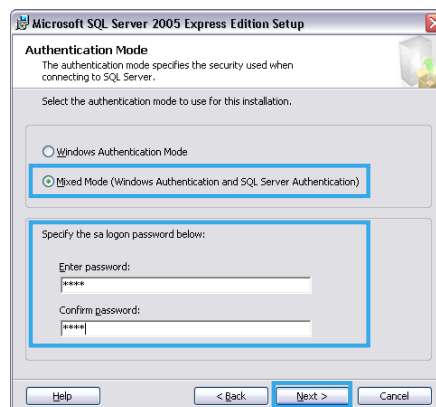 Microsoft SQL Server 2005 Express Edition Setup
Authentication Mode
The authentication mode specifies the security used when
connecting to SQL Server.
Select the authentication mode to use for this installation.
Windows Authentication Mode
Mixed Mode (Windows Authentication and SQL Server Authentication)
Specify the sa logon password below:
Enter password:
****
Confirm password:
****
Help
< Back
Next >
Cancel